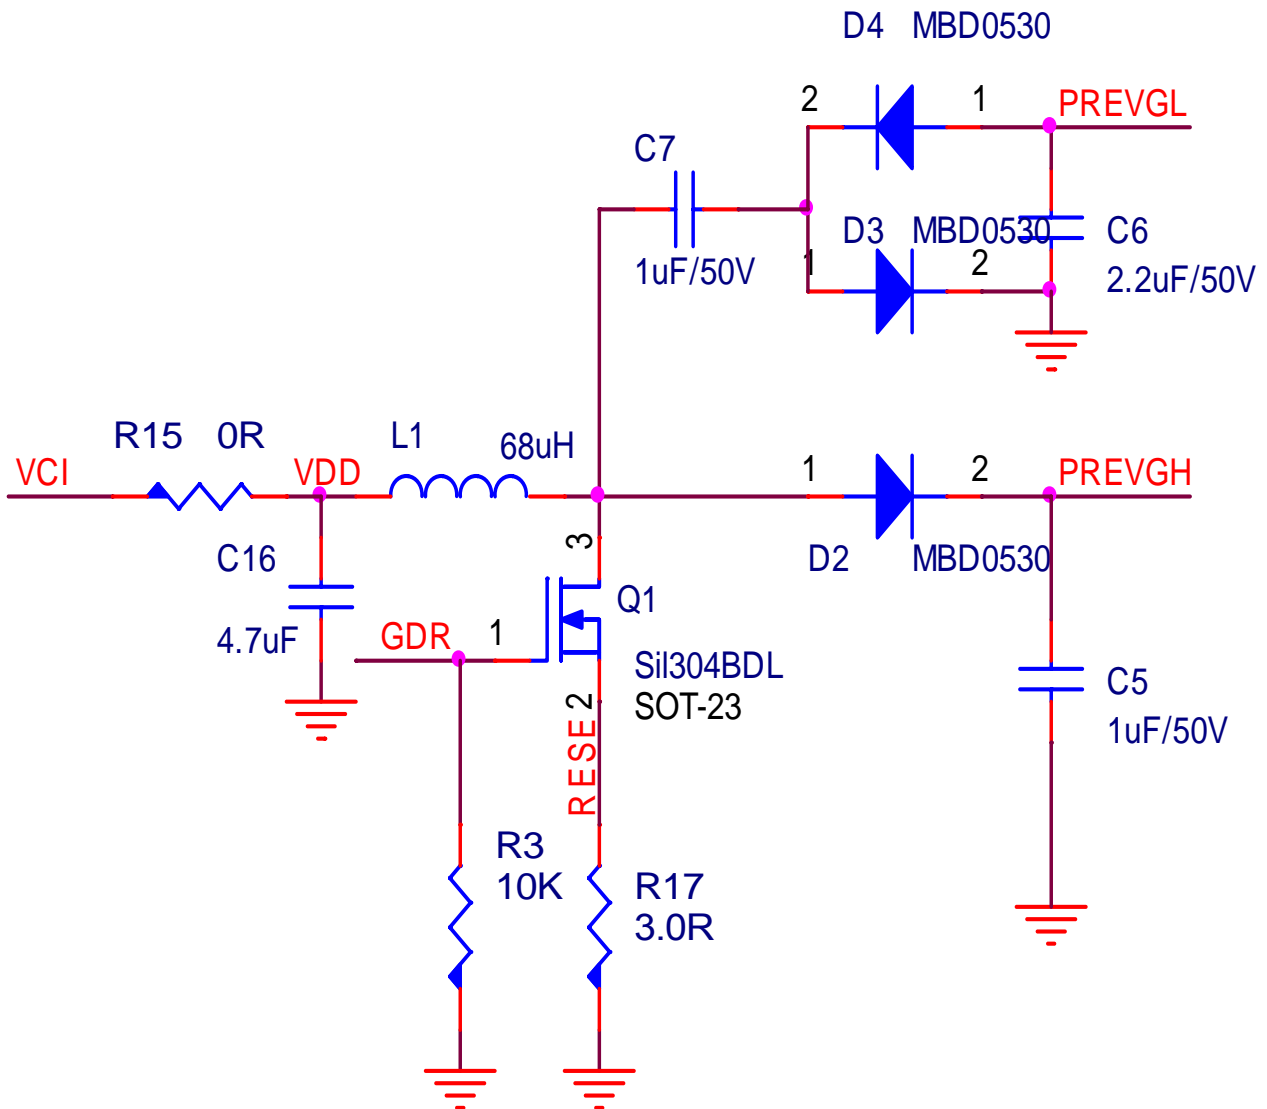 D4 MBD0530
2 1 PREVGL
C7
D3 MBD0530 C6
1uF/50V 1 2 2.2uF/50V
R15 0R L1 68uH
VCI VDD 1 2 PREVGH
3
C16 D2 MBD0530
Q1
4.7uF GDR 1
Sil304BDL C5
SOT-23
2
1uF/50V
RESE
R3
10K R17
3.0R